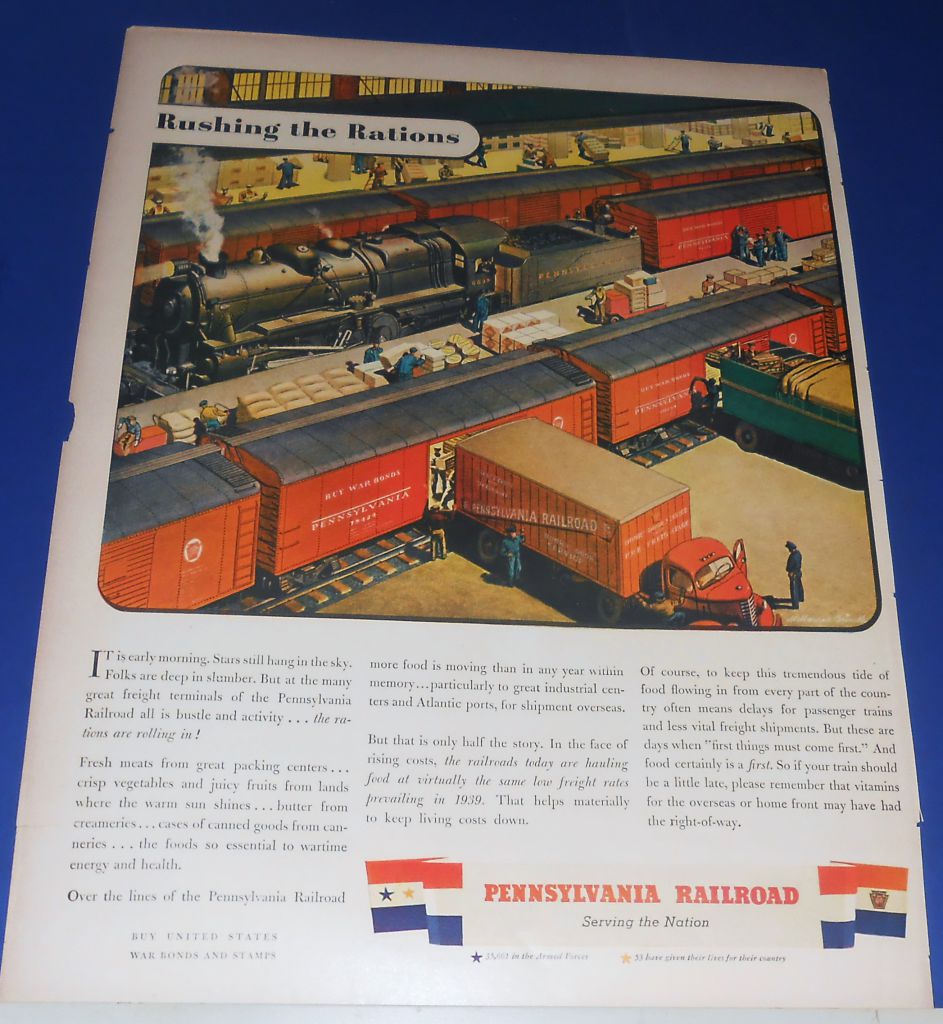 Rushing the Rations
PENNSYLVANIA
BUY WAR BONDS
PENNSYLVANIA
BUY WAR BONDS
PENNSYLVANIA
BUY WAR BONDS
PENNSYLVANIA
PENNSYLVANIA RAILROAD
IT is early morning. Stars still hang in the sky.
Folks are deep in slumber. But at the many
great freight terminals of the Pennsylvania
Railroad all is bustle and activity . . . the ra-
tions are rolling in!
Fresh meats from great packing centers . . .
crisp vegetables and juicy fruits from lands
where the warm sun shines . . . butter from
creameries . . . cases of canned goods from can-
neries . . . the foods so essential to wartime
energy and health.
Over the lines of the Pennsylvania Railroad
more food is moving than in any year within
memory . . . particularly to great industrial cen-
ters and Atlantic ports, for shipment overseas.
But that is only half the story. In the face of
rising costs, the railroads today are hauling
food at virtually the same low freight rates
prevailing in 1939. That helps materially
to keep living costs down.
Of course, to keep this tremendous tide of
food flowing in from every part of the coun-
try often means delays for passenger trains
and less vital freight shipments. But these are
days when "first things must come first." And
food certainly is a first. So if your train should
be a little late, please remember that vitamins
for the overseas or home front may have had
the right-of-way.
BUY UNITED STATES
WAR BONDS AND STAMPS
PENNSYLVANIA RAILROAD
Serving the Nation
in the Armed Forces
53 have given their lives for their country